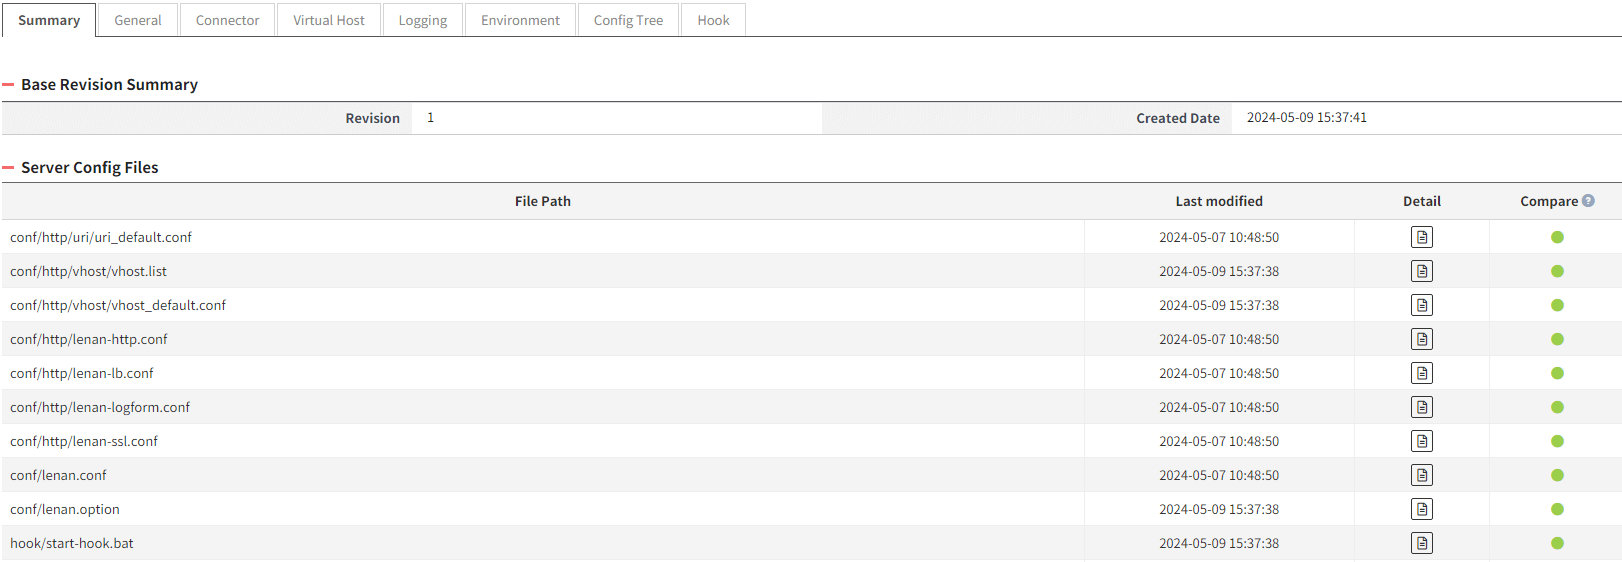 Summary General Connector Virtual Host Logging Environment Config Tree Hook
Base Revision Summary
Revision 1 Created Date 2024-05-09 15:37:41
Server Config Files
File Path Last modified Detail Compare ?
conf/http/uri/uri_default.conf 2024-05-07 10:48:50
conf/http/vhost/vhost.list 2024-05-09 15:37:38
conf/http/vhost/vhost_default.conf 2024-05-09 15:37:38
conf/http/lenan-http.conf 2024-05-07 10:48:50
conf/http/lenan-lb.conf 2024-05-07 10:48:50
conf/http/lenan-logform.conf 2024-05-07 10:48:50
conf/http/lenan-ssl.conf 2024-05-07 10:48:50
conf/lenan.conf 2024-05-07 10:48:50
conf/lenan.option 2024-05-09 15:37:38
hook/start-hook.bat 2024-05-09 15:37:38